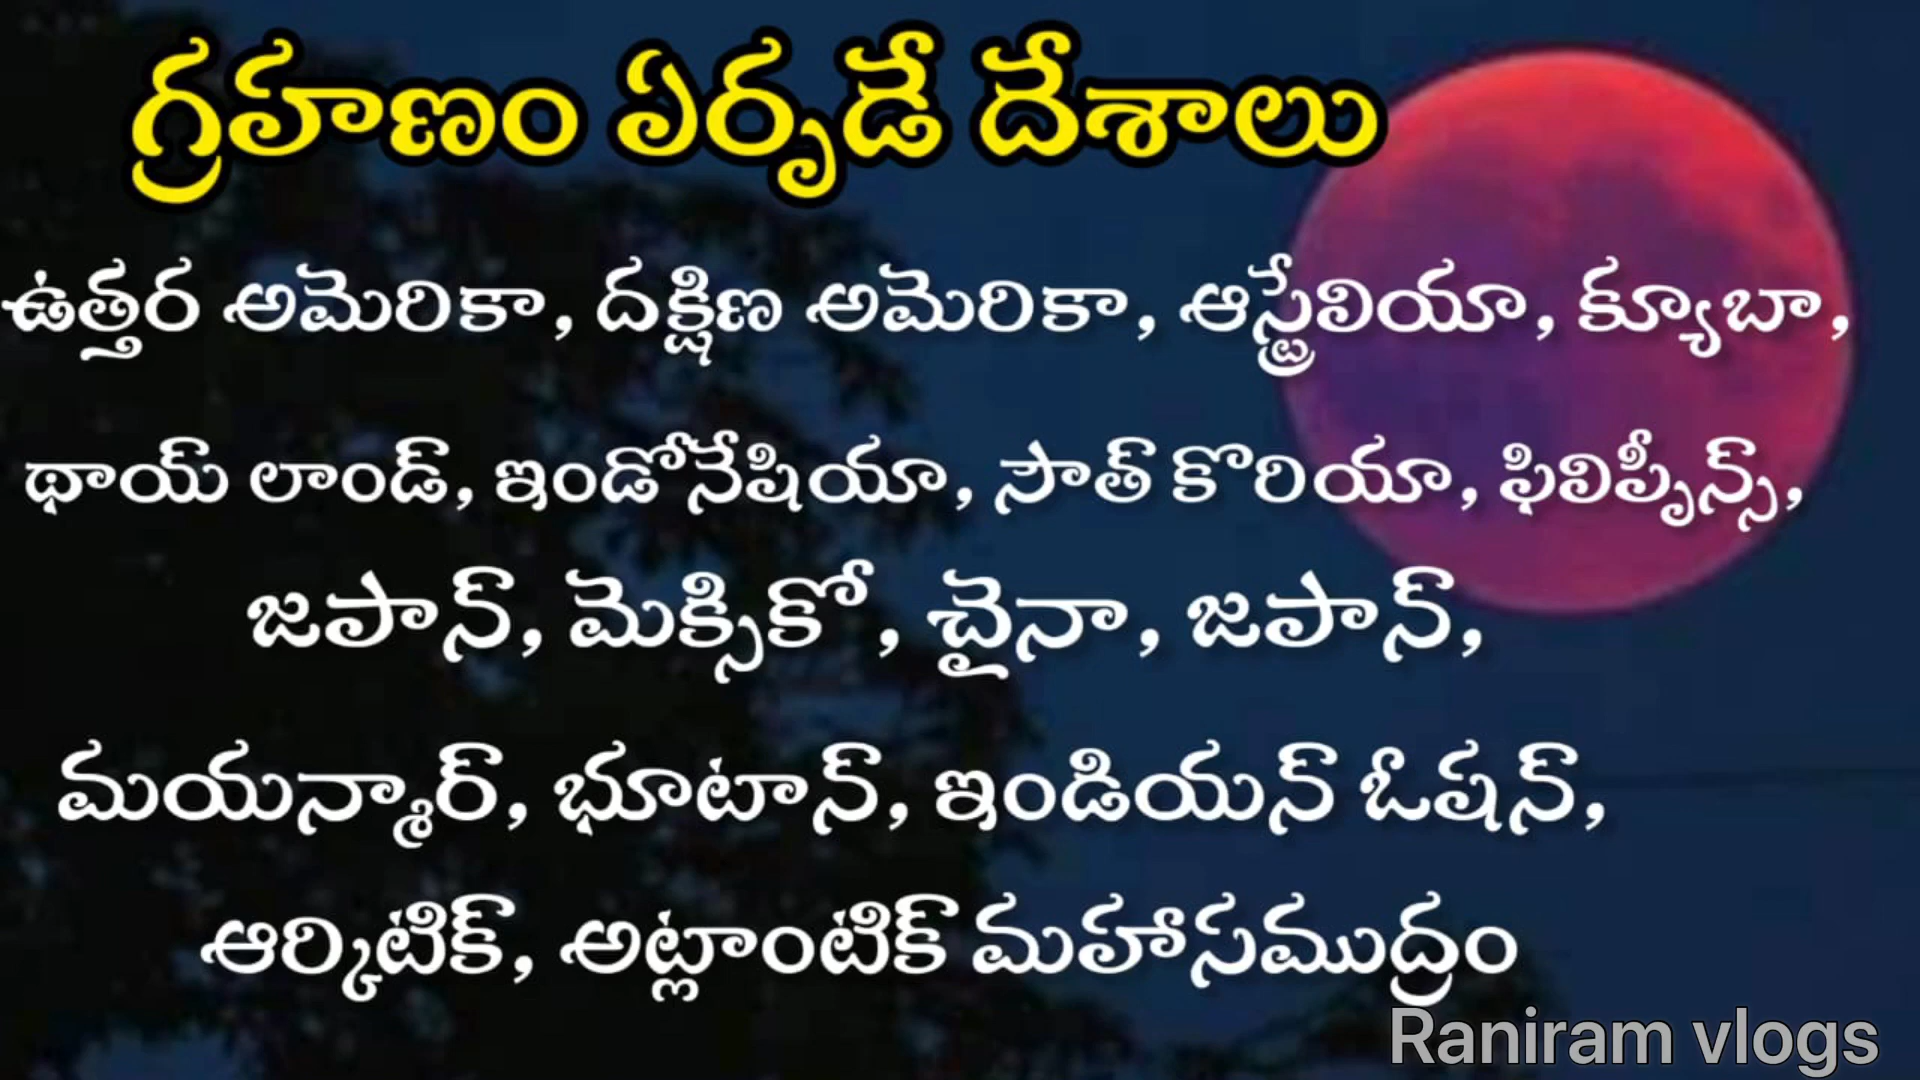 గ్రహణం ఏర్పడే దేశాలు
ఉత్తర అమెరికా, దక్షిణ అమెరికా, ఆస్ట్రేలియా, క్యూబా,
థాయ్ లాండ్, ఇండోనేషియా, సౌత్ కొరియా, ఫిలిప్పీన్స్,
జపాన్, మెక్సికో , చైనా, జపాన్,
మయన్మార్, భూటాన్, ఇండియన్ ఓషన్,
ఆర్కిటిక్, అట్లాంటిక్ మహాసముద్రం
Raniram vlogs